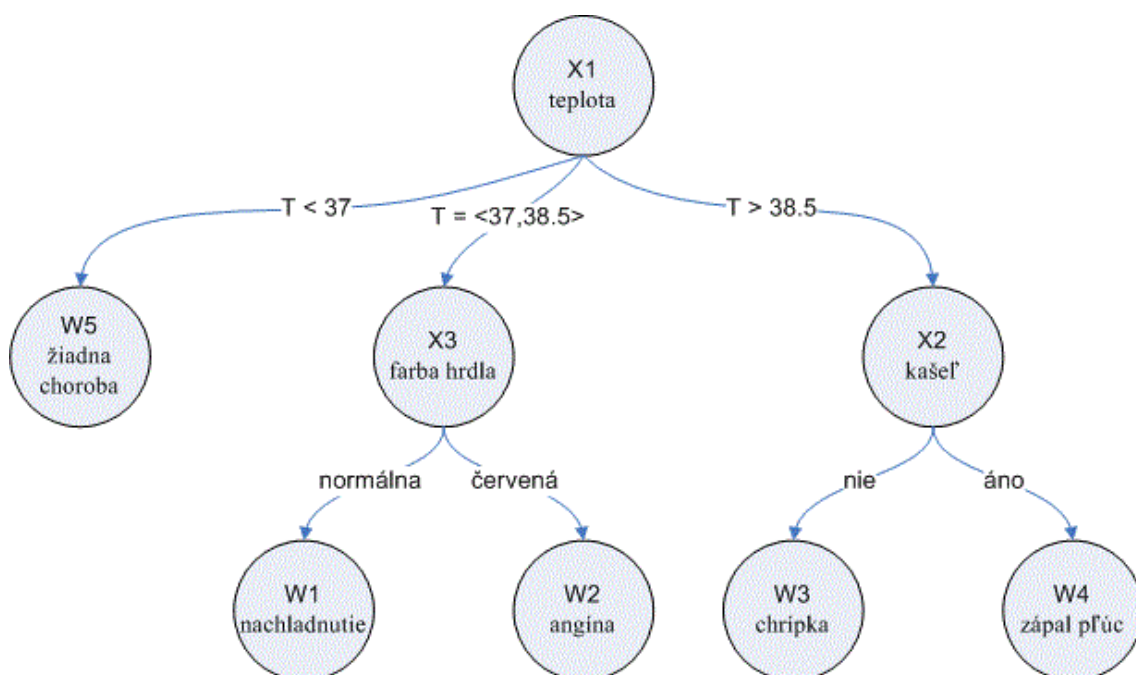 X1
teplota
T < 37
T = <37,38.5>
T > 38.5
W5
žiadna
choroba
X3
farba hrdla
X2
kašeľ
normálna
červená
nie
áno
W1
nachladnutie
W2
angina
W3
chrípka
W4
zápal pľúc